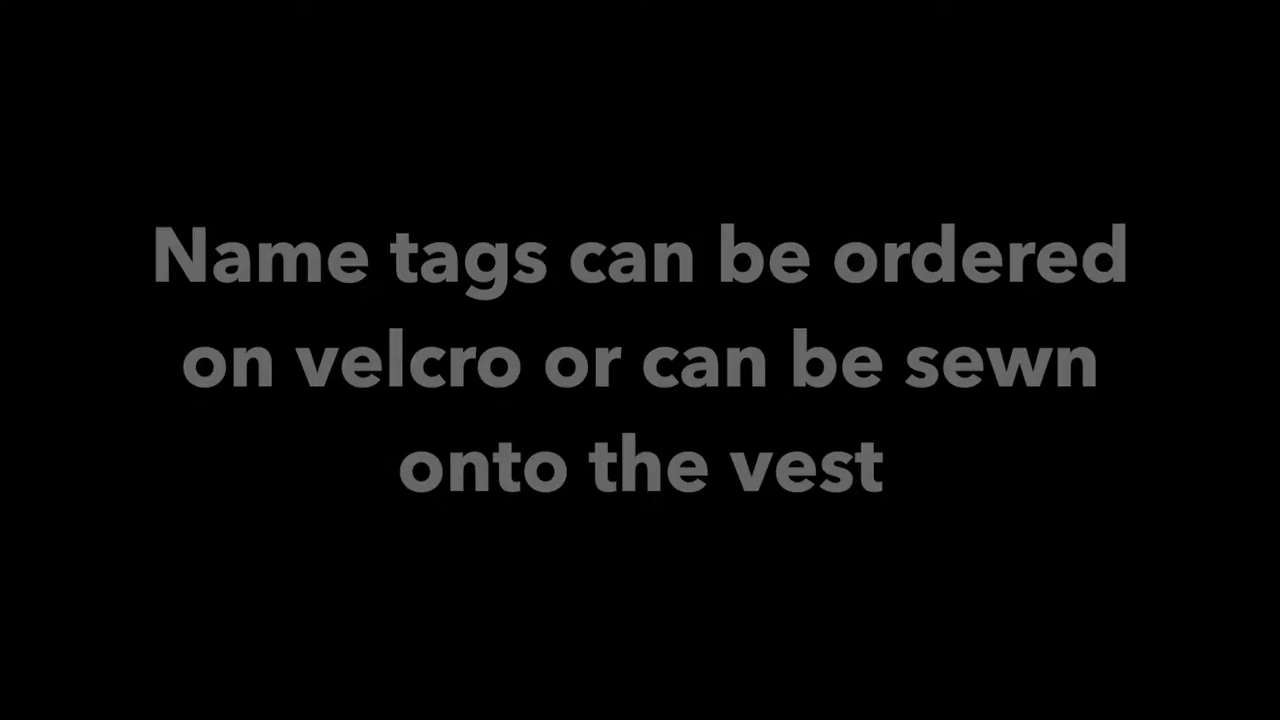 Name tags can be ordered
on velcro or can be sewn
onto the vest